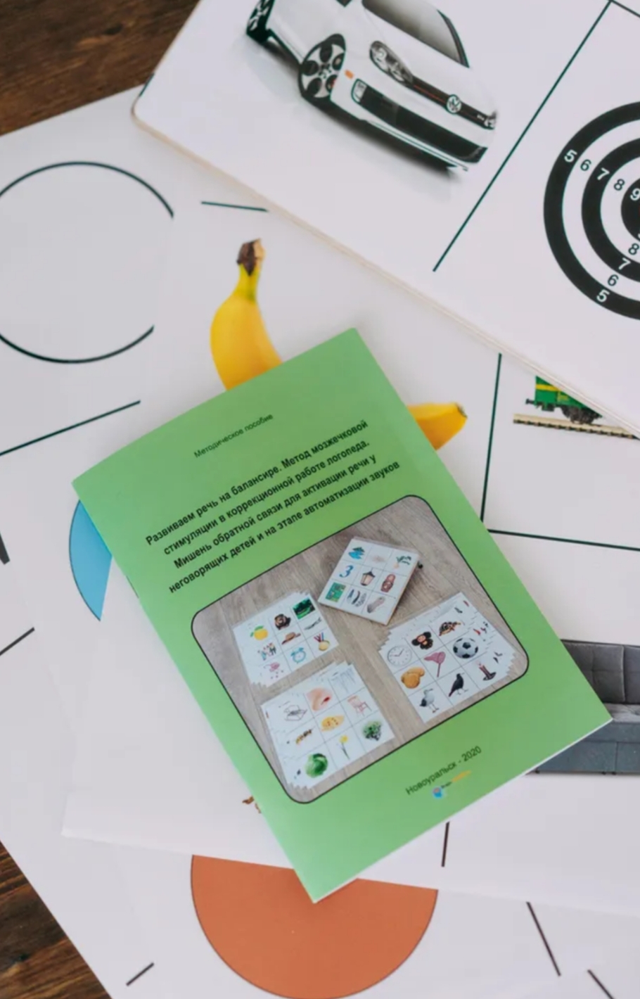 5 6 7 8 9
8
7
6
5
Методическое пособие
Развиваем речь на балансире. Метод мозжечковой
стимуляции в коррекционной работе логопеда.
Мишень обратной связи для активации речи у
неговорящих детей и на этапе автоматизации звуков
3
Новоуральск - 2020